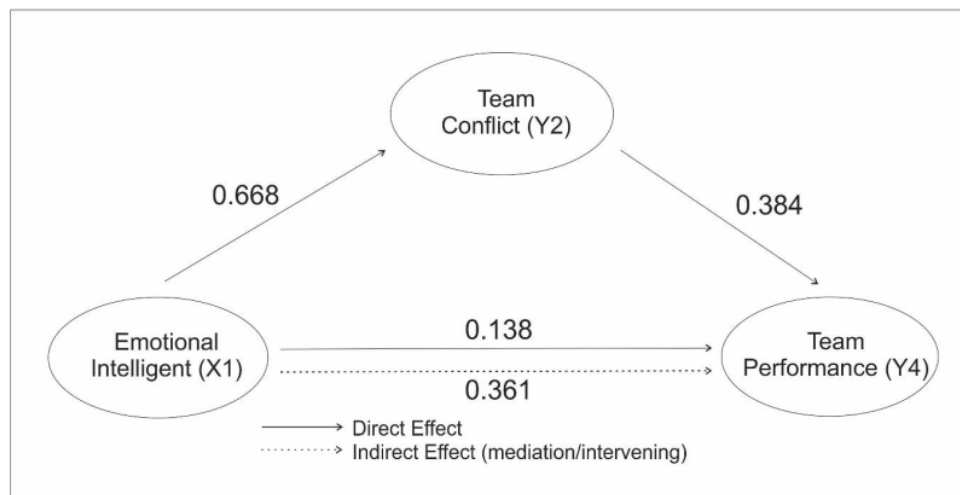 Team
Conflict (Y2)
0.668
0.384
Emotional
Intelligent (X1)
0.138
0.361
Team
Performance (Y4)
Direct Effect
Indirect Effect (mediation/intervening)